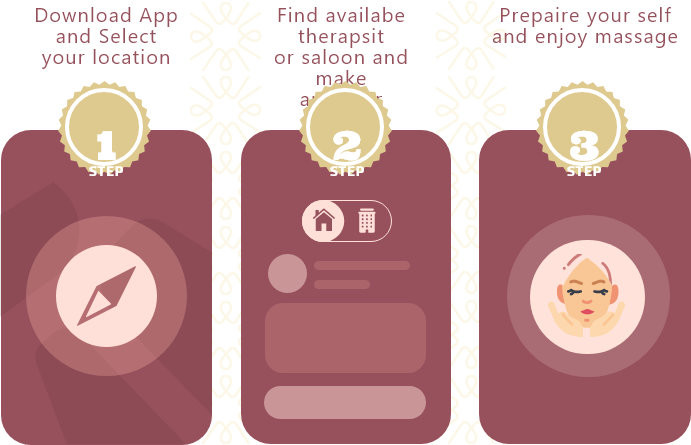 Download App
and Select
your location
1
STEP
Find availabe
therapsit
or saloon and
make
2
STEP
Prepaire your self
and enjoy massage
3
STEP